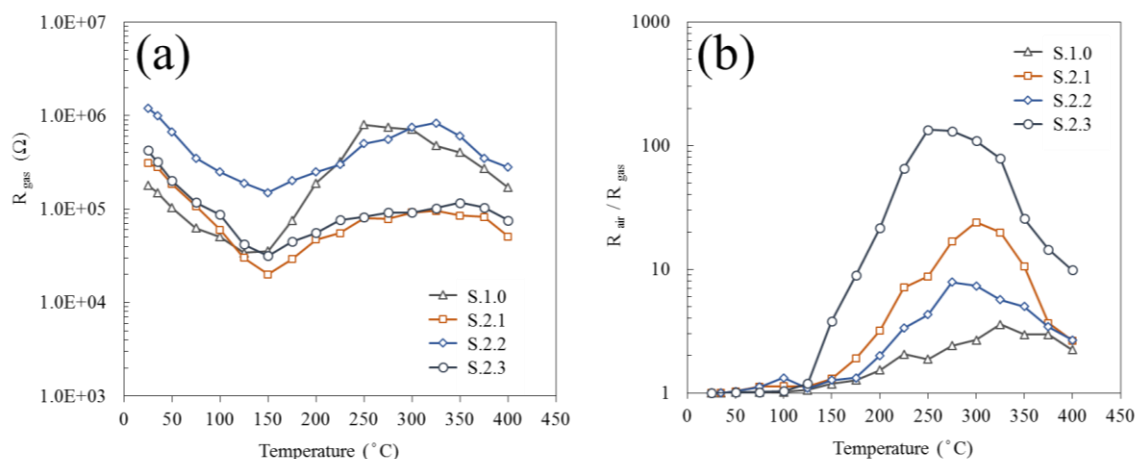 (a)
1.0E+07
1.0E+06
1.0E+05
1.0E+04
1.0E+03
R gas (Ω)
0 50 100 150 200 250 300 350 400 450
Temperature (°C)
S.1.0
S.2.1
S.2.2
S.2.3
(b)
1000
100
10
1
R air / R gas
0 50 100 150 200 250 300 350 400 450
Temperature (°C)
S.1.0
S.2.1
S.2.2
S.2.3